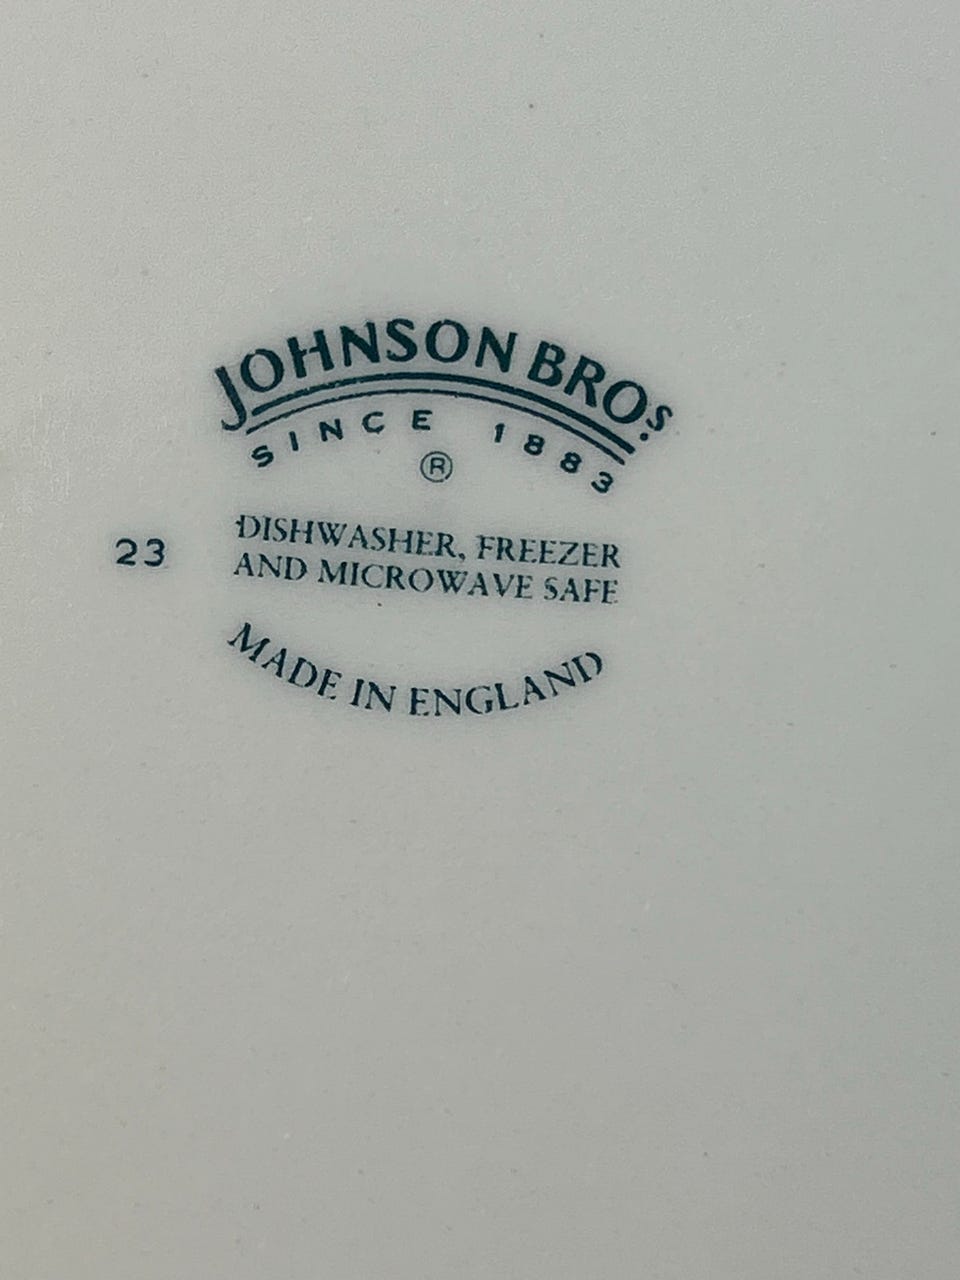 JOHNSON BROS.
SINCE 1883
®
DISHWASHER, FREEZER
23
AND MICROWAVE SAFE
MADE IN ENGLAND